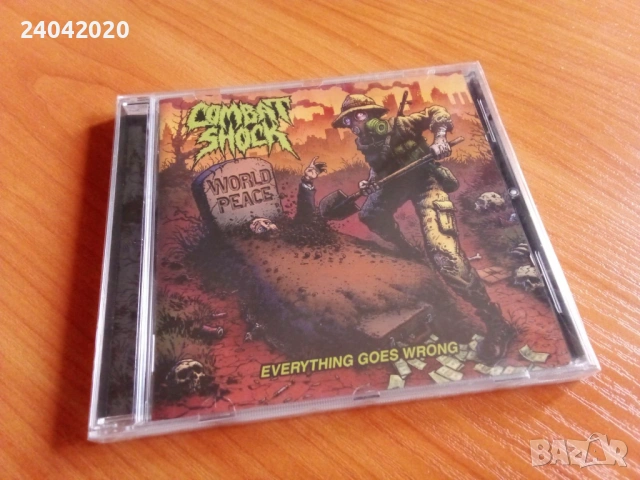 24042020
COMBAT
SHOCK
WORLD
PEACE
EVERYTHING GOES WRONG
BAZAR